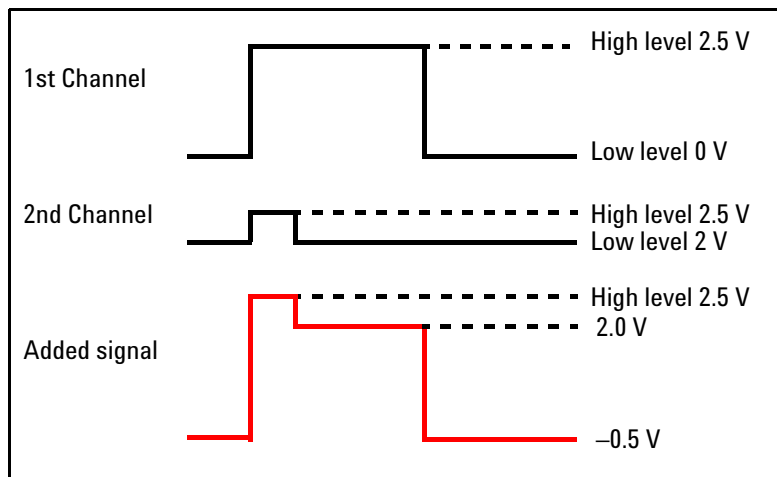 1st Channel
High level 2.5 V
Low level 0 V
2nd Channel
High level 2.5 V
Low level 2 V
Added signal
High level 2.5 V
2.0 V
–0.5 V